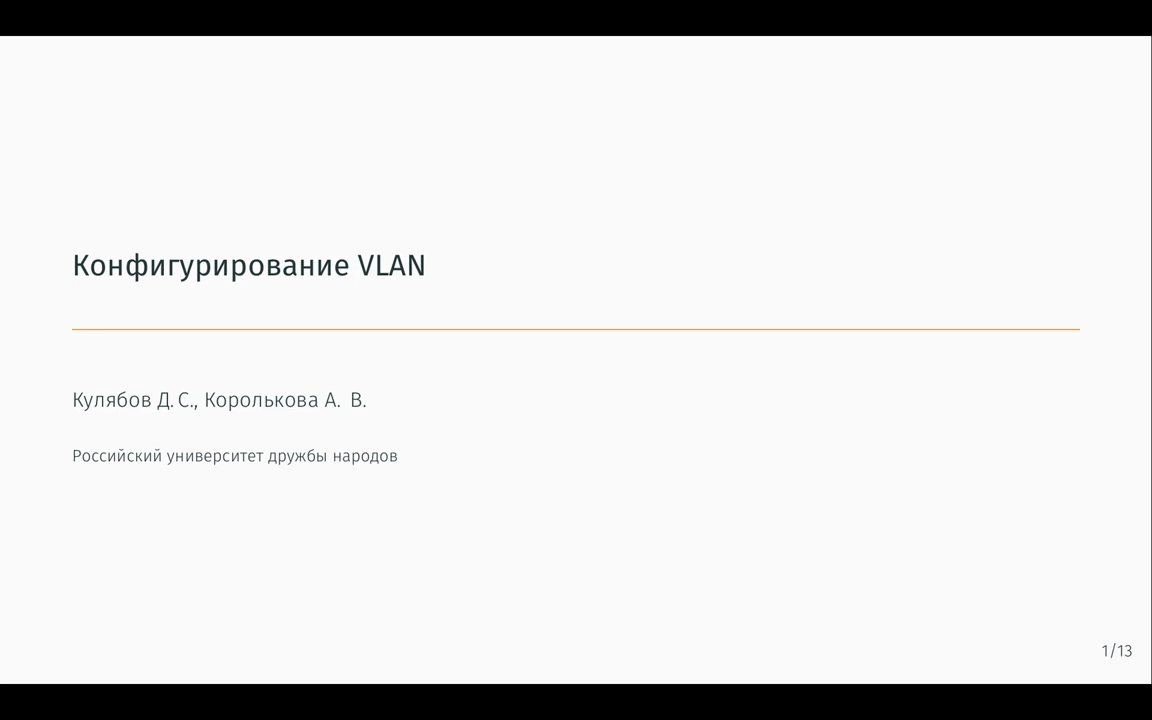 Конфигурирование VLAN
Кулябов Д. С., Королькова А. В.
Российский университет дружбы народов
1/13